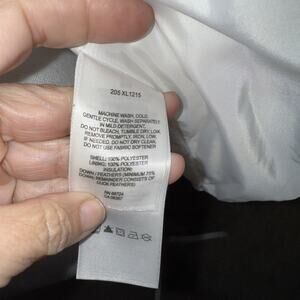 205 XL1215
MACHINE WASH, COLD,
GENTLE CYCLE, WASH SEPARATELY
IN MILD DETERGENT.
DO NOT BLEACH, TUMBLE DRY, LOW.
REMOVE PROMPTLY, IRON, LOW,
IF NEEDED. DO NOT DRY CLEAN.
DO NOT USE FABRIC SOFTENER
SHELL: 100% POLYESTER
LINING: 100% POLYESTER
INSULATION:
DOWN / FEATHERS (MINIMUM 75%
DOWN; REMAINDER CONSISTS OF
DUCK FEATHERS)